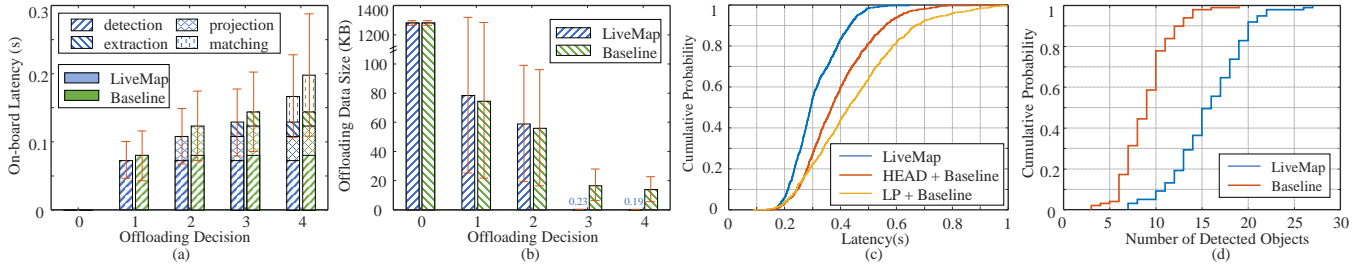 On-board Latency (s)
0.3
0.2
0.1
0
detection
projection
extraction
matching
LiveMap
Baseline
0 1 2 3 4
Offloading Decision
(a)
Offloading Data Size (KB)
1400
1200
80
60
40
20
0
LiveMap
Baseline
0.23
0.19
0 1 2 3 4
Offloading Decision
(b)
Cumulative Probability
1
0.8
0.6
0.4
0.2
0
LiveMap
HEAD + Baseline
LP + Baseline
0 0.2 0.4 0.6 0.8 1
Latency(s)
(c)
Cumulative Probability
1
0.8
0.6
0.4
0.2
0
LiveMap
Baseline
0 5 10 15 20 25 30
Number of Detected Objects
(d)